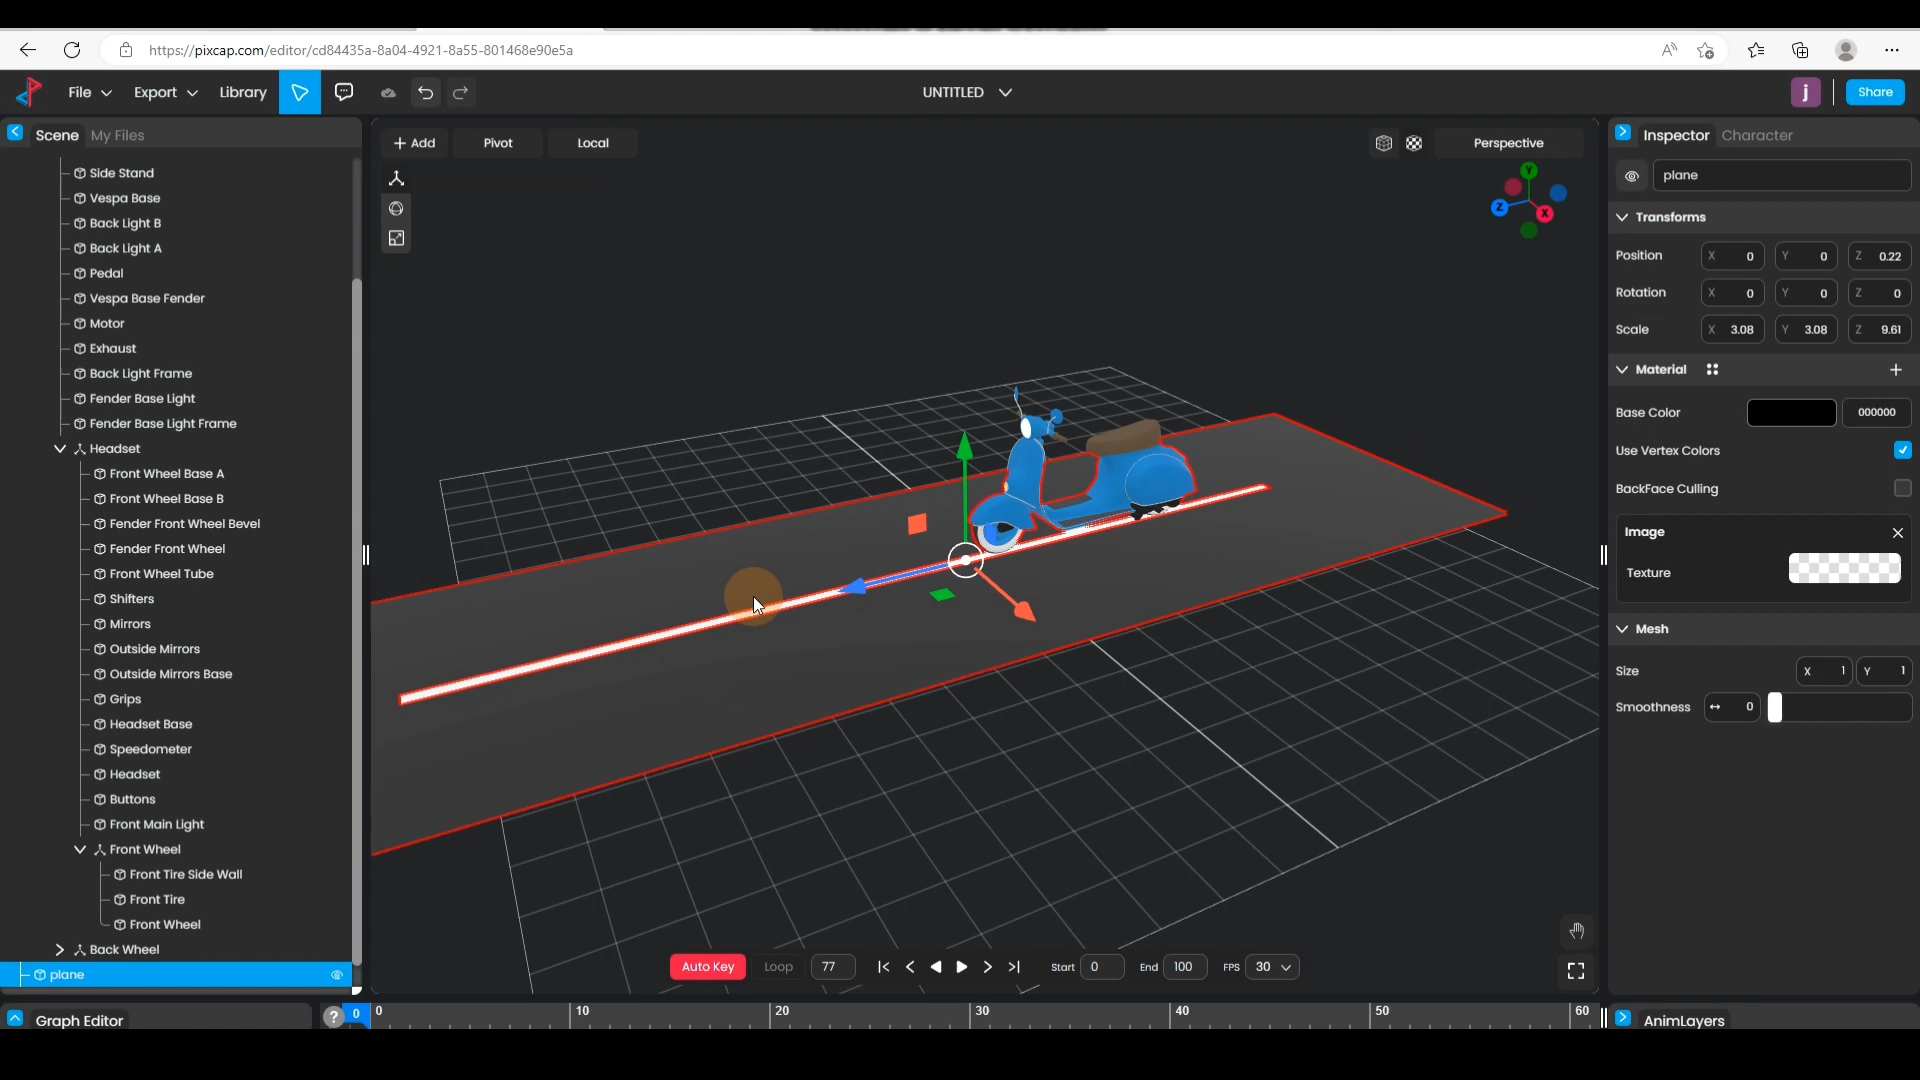 https://pixcap.com/editor/cd84435a-8a04-4921-8a55-801468e90e5a
File Export Library UNTITLED j Share
Scene My Files
+ Add Pivot Local Perspective
Inspector Character
Side Stand
Vespa Base
Back Light B
Back Light A
Pedal
Vespa Base Fender
Motor
Exhaust
Back Light Frame
Fender Base Light
Fender Base Light Frame
Headset
Front Wheel Base A
Front Wheel Base B
Fender Front Wheel Bevel
Fender Front Wheel
Front Wheel Tube
Shifters
Mirrors
Outside Mirrors
Outside Mirrors Base
Grips
Headset Base
Speedometer
Headset
Buttons
Front Main Light
Front Wheel
Front Tire Side Wall
Front Tire
Front Wheel
Back Wheel
plane
Y
Z X
plane
Transforms
Position X 0 Y 0 Z 0.22
Rotation X 0 Y 0 Z 0
Scale X 3.08 Y 3.08 Z 9.61
Material +
Base Color 000000
Use Vertex Colors
BackFace Culling
Image
Texture
Mesh
Size X 1 Y 1
Smoothness 0
Auto Key Loop 77 Start 0 End 100 FPS 30
Graph Editor ? 0 0 10 20 30 40 50 60 AnimLayers